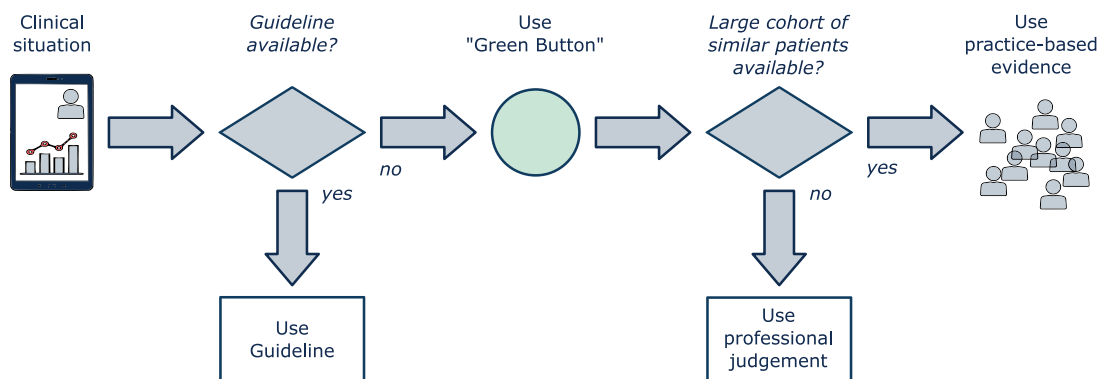 Clinical
situation
Guideline
available?
Use
"Green Button"
Large cohort of
similar patients
available?
Use
practice-based
evidence
no
yes
yes
no
Use
Guideline
Use
professional
judgement